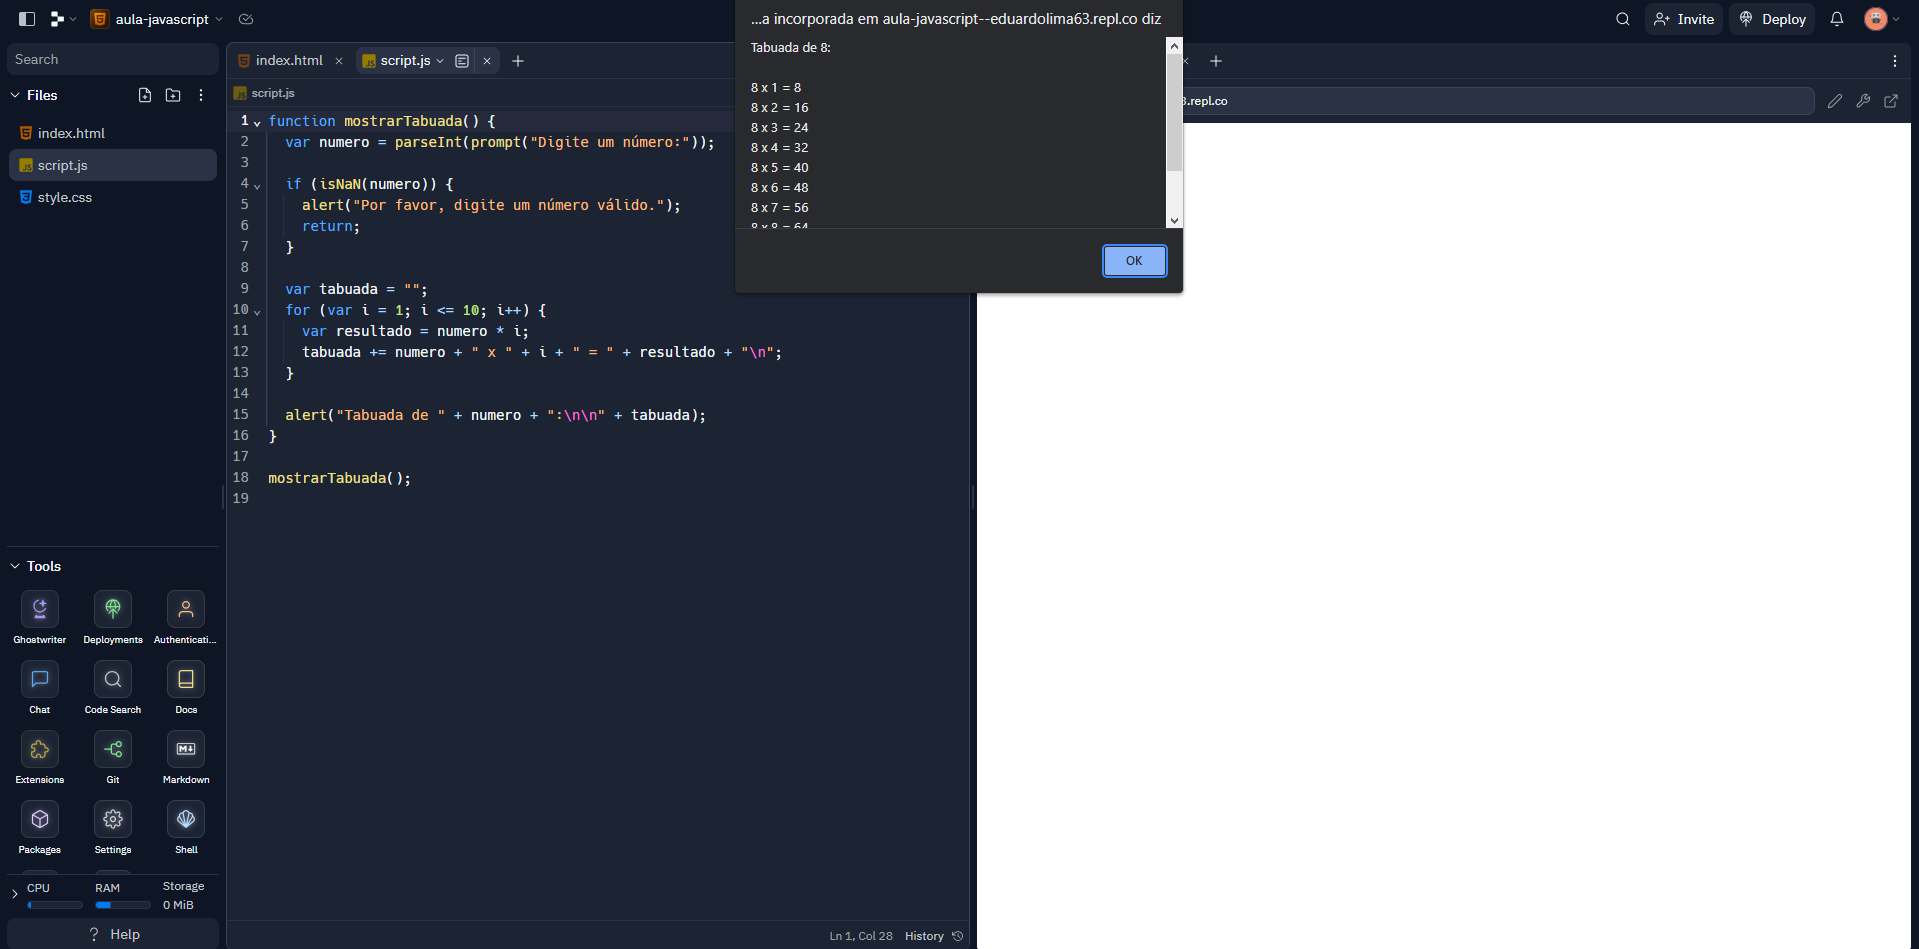 aula-javascript
Invite
Deploy
Search
Files
index.html
script.js
style.css
index.html
script.js
script.js
1 function mostrarTabuada() {
2 var numero = parseInt(prompt("Digite um número:"));
3
4 if (isNaN(numero)) {
5 alert("Por favor, digite um número válido.");
6 return;
7 }
8
9 var tabuada = "";
10 for (var i = 1; i <= 10; i++) {
11 var resultado = numero * i;
12 tabuada += numero + " x " + i + " = " + resultado + "\n";
13 }
14
15 alert("Tabuada de " + numero + ":\n\n" + tabuada);
16 }
17
18 mostrarTabuada();
19
...a incorporada em aula-javascript--eduardolima63.repl.co diz
Tabuada de 8:
8 x 1 = 8
8 x 2 = 16
8 x 3 = 24
8 x 4 = 32
8 x 5 = 40
8 x 6 = 48
8 x 7 = 56
8 x 8 = 64
OK
3.repl.co
Tools
Ghostwriter
Deployments
Authenticati...
Chat
Code Search
Docs
Extensions
Git
Markdown
Packages
Settings
Shell
CPU
RAM
Storage
0 MiB
? Help
Ln 1, Col 28
History